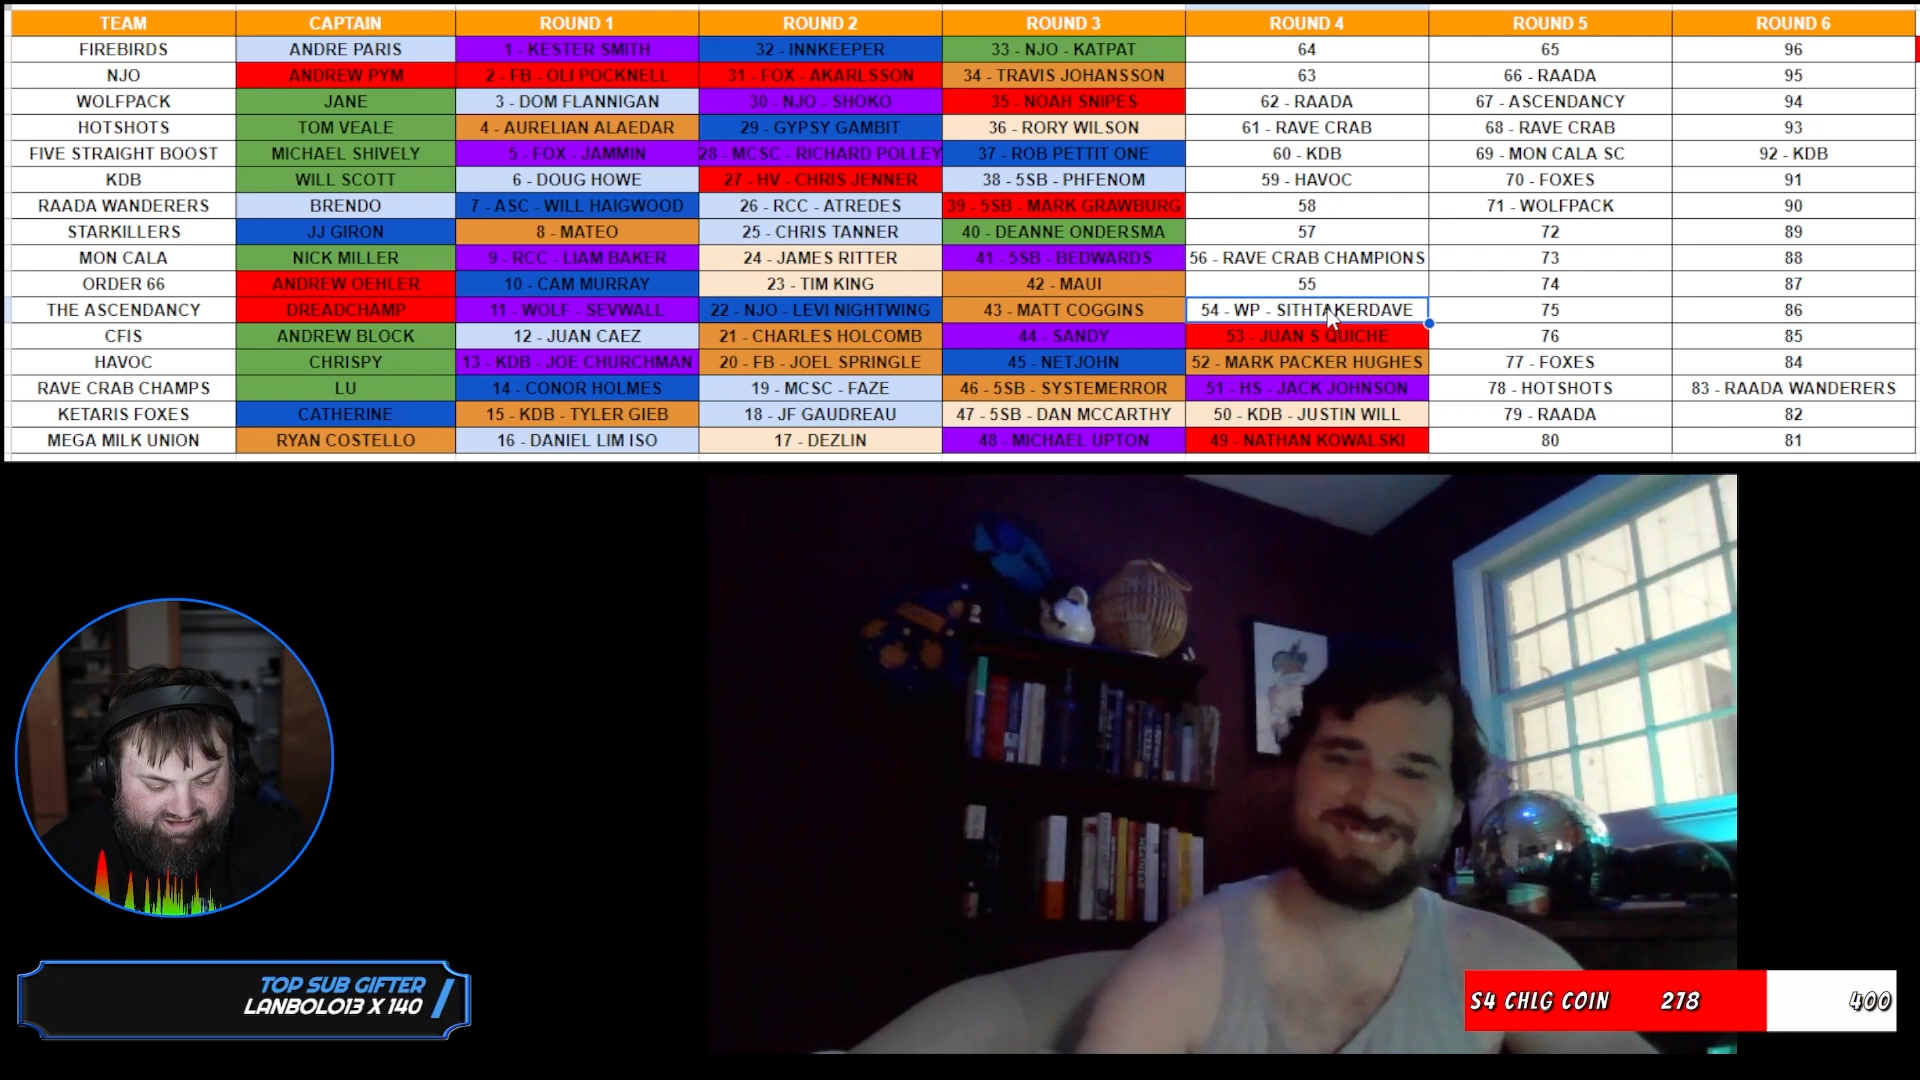 TEAM CAPTAIN ROUND 1 ROUND 2 ROUND 3 ROUND 4 ROUND 5 ROUND 6
FIREBIRDS ANDRE PARIS 1 - KESTER SMITH 32 - INNKEEPER 33 - NJO - KATPAT 64 65 96
NJO ANDREW PYM 2 - FB - OLI POCKNELL 31 - FOX - AKARLSSON 34 - TRAVIS JOHANSSON 63 66 - RAADA 95
WOLFPACK JANE 3 - DOM FLANNIGAN 30 - NJO - SHOKO 35 - NOAH SNIPES 62 - RAADA 67 - ASCENDANCY 94
HOTSHOTS TOM VEALE 4 - AURELIAN ALAEDAR 29 - GYPSY GAMBIT 36 - RORY WILSON 61 - RAVE CRAB 68 - RAVE CRAB 93
FIVE STRAIGHT BOOST MICHAEL SHIVELY 5 - FOX - JAMMIN 28 - MCSC - RICHARD POLLEY 37 - ROB PETTIT ONE 60 - KDB 69 - MON CALA SC 92 - KDB
KDB WILL SCOTT 6 - DOUG HOWE 27 - HV - CHRIS JENNER 38 - 5SB - PHFENOM 59 - HAVOC 70 - FOXES 91
RAADA WANDERERS BRENDO 7 - ASC - WILL HAIGWOOD 26 - RCC - ATREDES 39 - 5SB - MARK GRAWBURG 58 71 - WOLFPACK 90
STARKILLERS JJ GIRON 8 - MATEO 25 - CHRIS TANNER 40 - DEANNE ONDERSMA 57 72 89
MON CALA NICK MILLER 9 - RCC - LIAM BAKER 24 - JAMES RITTER 41 - 5SB - BEDWARDS 56 - RAVE CRAB CHAMPIONS 73 88
ORDER 66 ANDREW OEHLER 10 - CAM MURRAY 23 - TIM KING 42 - MAUI 55 74 87
THE ASCENDANCY DREADCHAMP 11 - WOLF - SEVWALL 22 - NJO - LEVI NIGHTWING 43 - MATT COGGINS 54 - WP - SITHTAKERDAVE 75 86
CFIS ANDREW BLOCK 12 - JUAN CAEZ 21 - CHARLES HOLCOMB 44 - SANDY 53 - JUAN S QUICHE 76 85
HAVOC CHRISPY 13 - KDB - JOE CHURCHMAN 20 - FB - JOEL SPRINGLE 45 - NETJOHN 52 - MARK PACKER HUGHES 77 - FOXES 84
RAVE CRAB CHAMPS LU 14 - CONOR HOLMES 19 - MCSC - FAZE 46 - 5SB - SYSTEMERROR 51 - HS - JACK JOHNSON 78 - HOTSHOTS 83 - RAADA WANDERERS
KETARIS FOXES CATHERINE 15 - KDB - TYLER GIEB 18 - JF GAUDREAU 47 - 5SB - DAN MCCARTHY 50 - KDB - JUSTIN WILL 79 - RAADA 82
MEGA MILK UNION RYAN COSTELLO 16 - DANIEL LIM ISO 17 - DEZLIN 48 - MICHAEL UPTON 49 - NATHAN KOWALSKI 80 81
TOP SUB GIFTER
LANBOLO13 X 140
S4 CHLG COIN 278 400